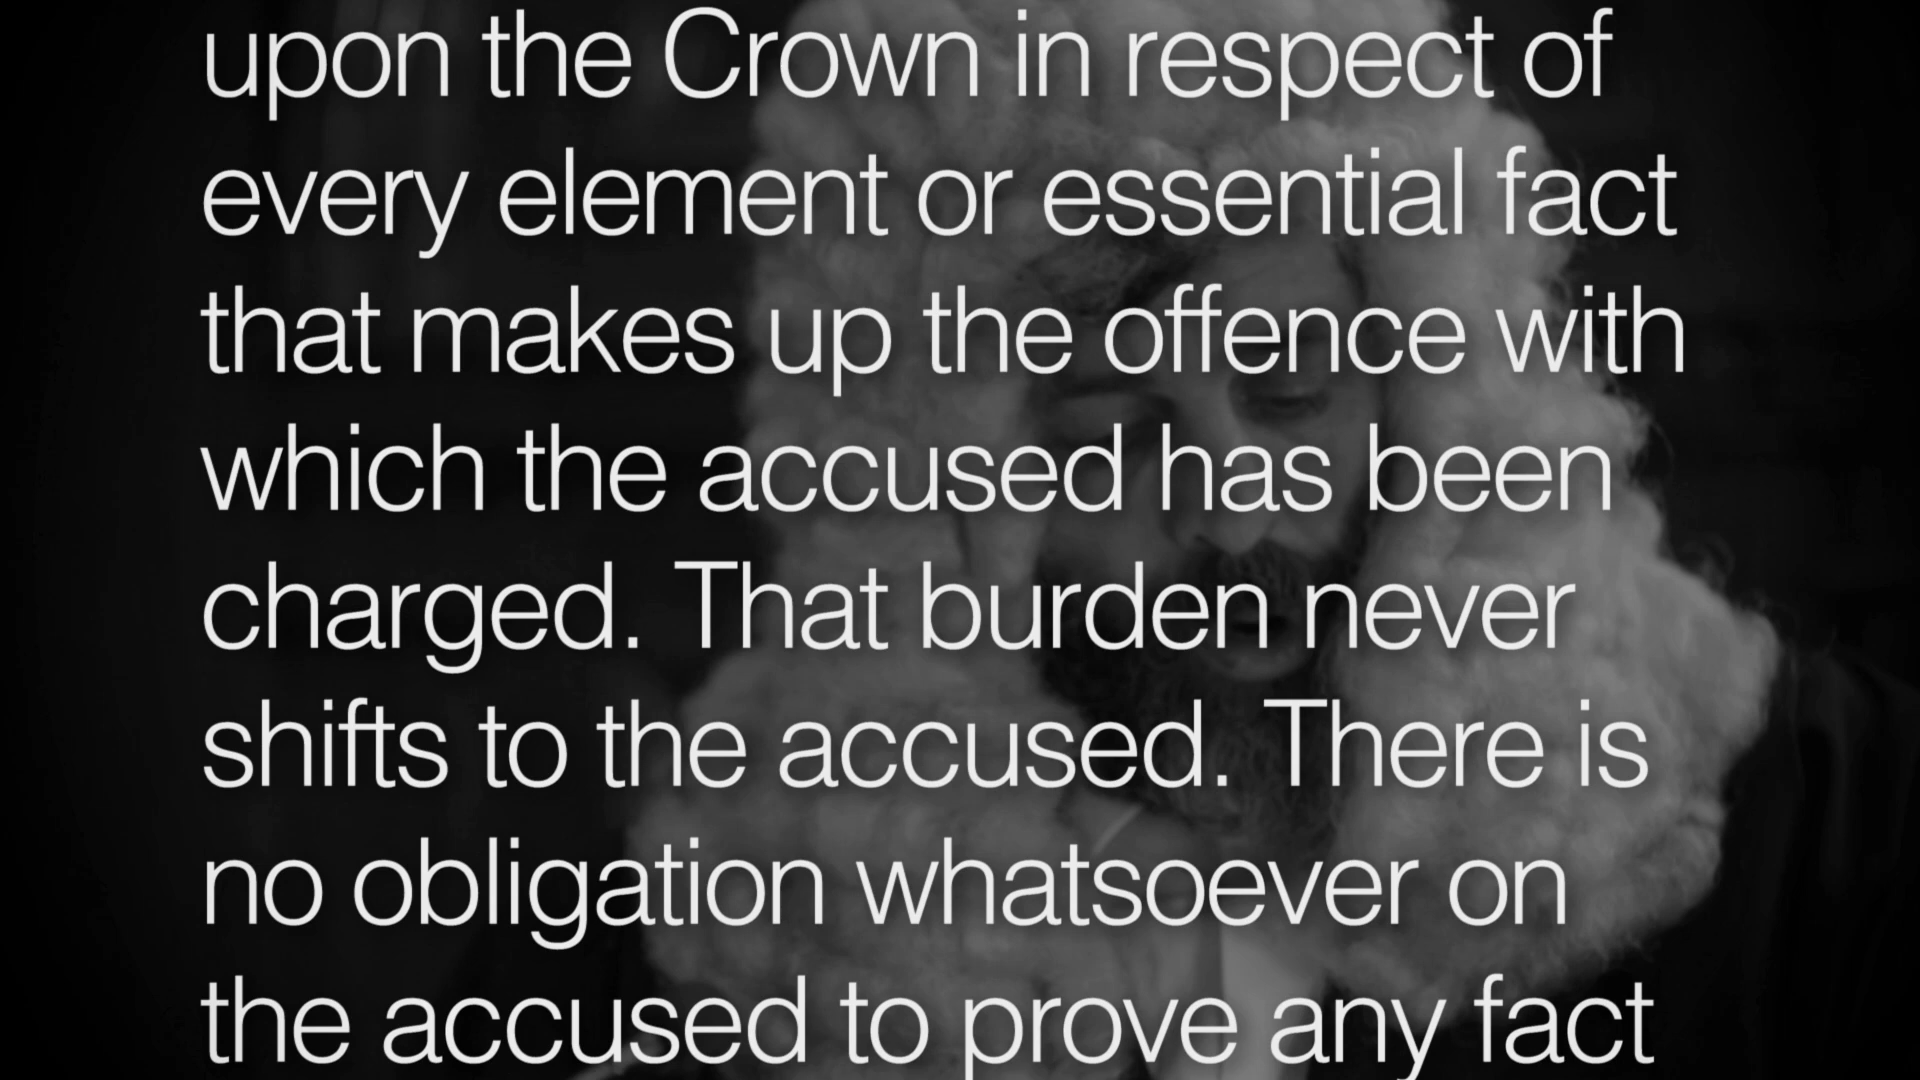 upon the Crown in respect of
every element or essential fact
that makes up the offence with
which the accused has been
charged. That burden never
shifts to the accused. There is
no obligation whatsoever on
the accused to prove any fact